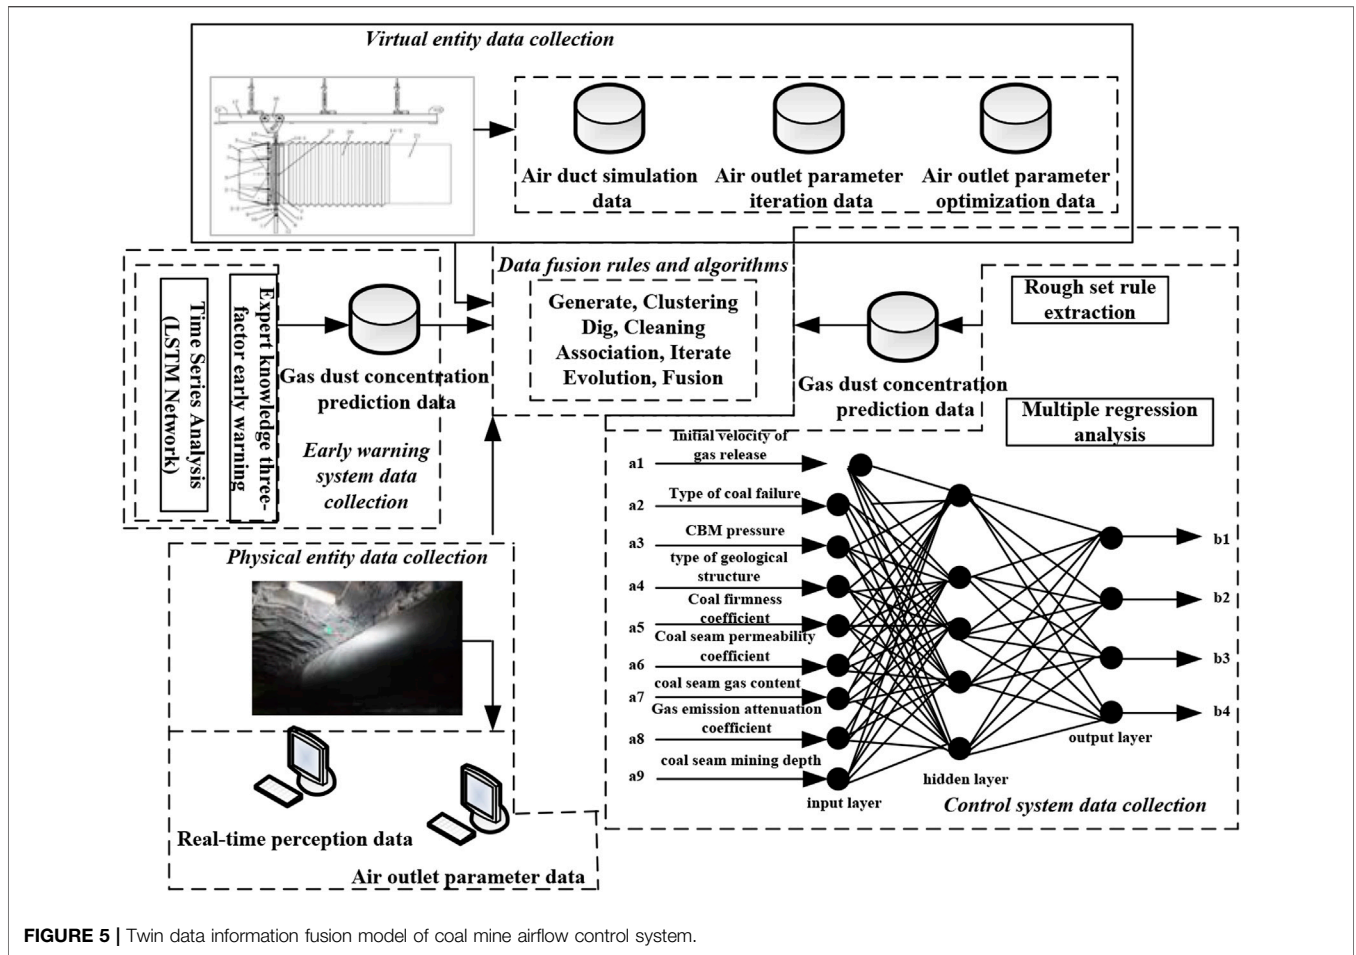 Virtual entity data collection
Air duct simulation
data
Air outlet parameter
iteration data
Air outlet parameter
optimization data
Data fusion rules and algorithms
Generate, Clustering
Dig, Cleaning
Association, Iterate
Evolution, Fusion
Time Series Analysis
(LSTM Network)
Expert knowledge three-
factor early warning
Gas dust concentration
prediction data
Early warning
system data
collection
Gas dust concentration
prediction data
Rough set rule
extraction
Multiple regression
analysis
Physical entity data collection
Real-time perception data
Air outlet parameter data
a1
Initial velocity of
gas release
a2
Type of coal failure
a3
CBM pressure
a4
type of geological
structure
a5
Coal firmness
coefficient
a6
Coal seam permeability
coefficient
a7
coal seam gas content
a8
Gas emission attenuation
coefficient
a9
coal seam mining depth
input layer
hidden layer
output layer
b1
b2
b3
b4
Control system data collection
FIGURE 5 | Twin data information fusion model of coal mine airflow control system.